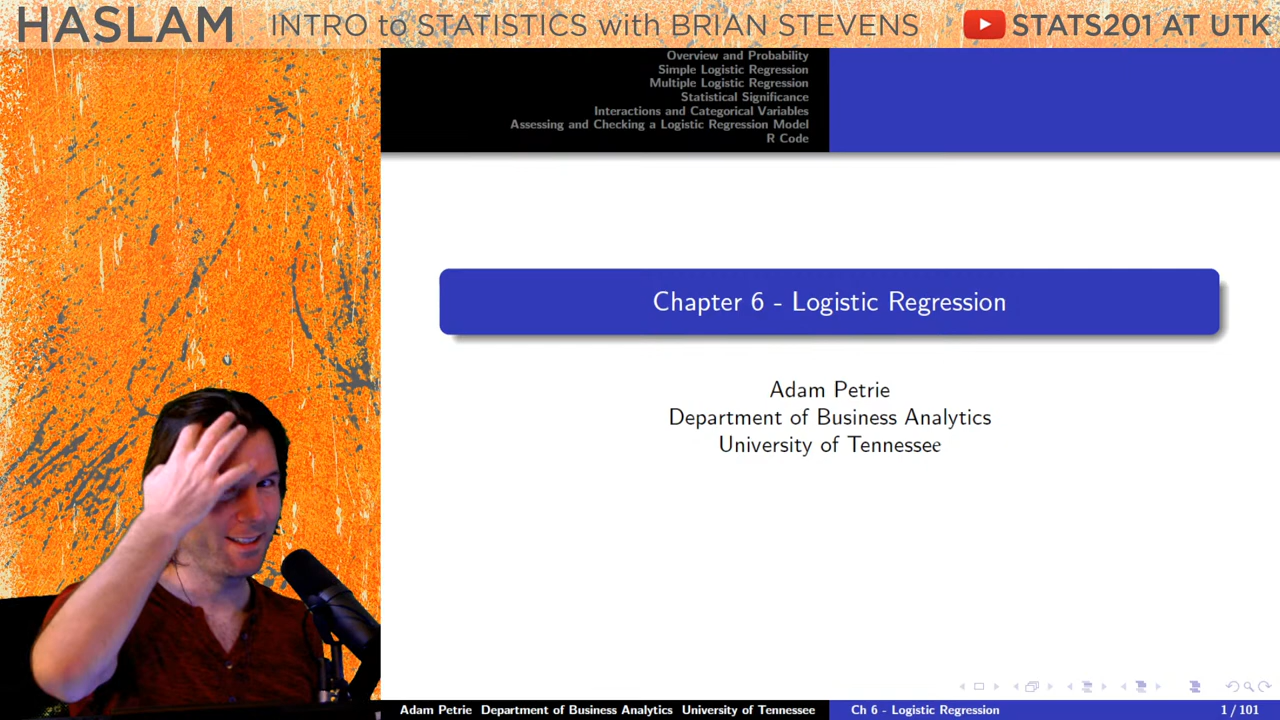 HASLAM INTRO to STATISTICS with BRIAN STEVENS STATS201 AT UTK
Overview and Probability
Simple Logistic Regression
Multiple Logistic Regression
Statistical Significance
Interactions and Categorical Variables
Assessing and Checking a Logistic Regression Model
R Code
Chapter 6 - Logistic Regression
Adam Petrie
Department of Business Analytics
University of Tennessee
Adam Petrie Department of Business Analytics University of Tennessee Ch 6 - Logistic Regression 1 / 101